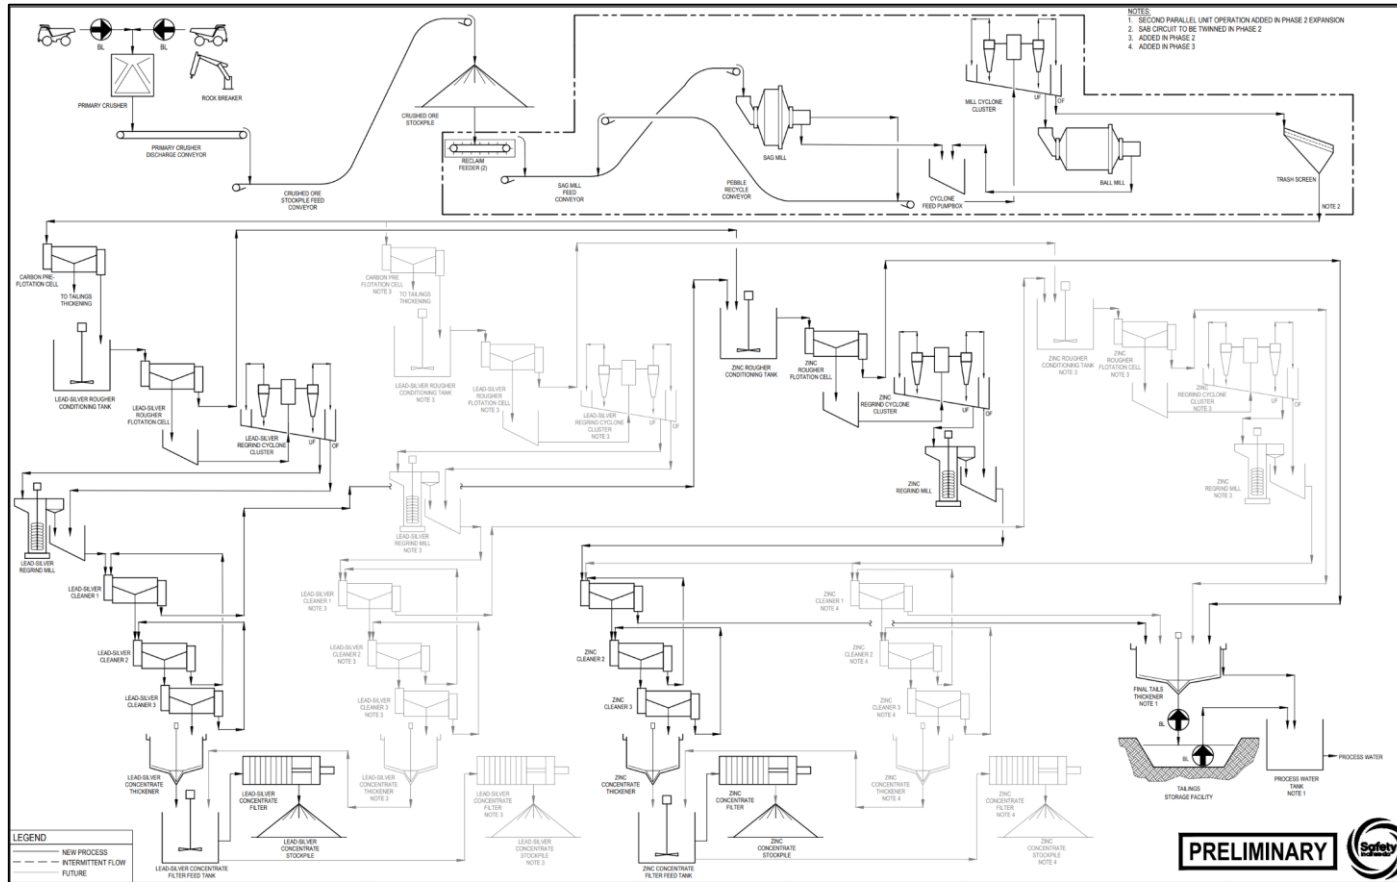 NOTES:
1. SECOND PARALLEL UNIT OPERATION ADDED IN PHASE 2 EXPANSION
2. SAB CIRCUIT TO BE TWINNED IN PHASE 2
3. ADDED IN PHASE 2
4. ADDED IN PHASE 3
BL
BL
PRIMARY CRUSHER
ROCK BREAKER
PRIMARY CRUSHER
DISCHARGE CONVEYOR
CRUSHED ORE
STOCKPILE FEED
CONVEYOR
CRUSHED ORE
STOCKPILE
RECLAIM
FEEDER (2)
SAG MILL
FEED
CONVEYOR
PEBBLE
RECYCLE
CONVEYOR
SAG MILL
CYCLONE
FEED PUMPBOX
MILL CYCLONE
CLUSTER
UF
OF
BALL MILL
TRASH SCREEN
NOTE 2
CARBON PRE-
FLOTATION CELL
TO TAILINGS
THICKENING
LEAD-SILVER ROUGHER
CONDITIONING TANK
LEAD-SILVER
ROUGHER
FLOTATION CELL
LEAD-SILVER
REGRIND CYCLONE
CLUSTER
UF
OF
CARBON PRE
FLOTATION CELL
NOTE 3
TO TAILINGS
THICKENING
LEAD-SILVER ROUGHER
CONDITIONING TANK
NOTE 3
LEAD-SILVER
ROUGHER
FLOTATION CELL
NOTE 3
LEAD-SILVER
REGRIND CYCLONE
CLUSTER
NOTE 3
UF
OF
ZINC ROUGHER
CONDITIONING TANK
ZINC
ROUGHER
FLOTATION CELL
ZINC
REGRIND CYCLONE
CLUSTER
UF
OF
ZINC ROUGHER
CONDITIONING TANK
NOTE 3
ZINC
ROUGHER
FLOTATION CELL
NOTE 3
ZINC
REGRIND CYCLONE
CLUSTER
NOTE 3
UF
OF
LEAD-SILVER
REGRIND MILL
LEAD-SILVER
REGRIND MILL
NOTE 3
ZINC
REGRIND MILL
ZINC
REGRIND MILL
NOTE 3
LEAD-SILVER
CLEANER 1
LEAD-SILVER
CLEANER 2
LEAD-SILVER
CLEANER 3
LEAD-SILVER
CLEANER 1
NOTE 3
LEAD-SILVER
CLEANER 2
NOTE 3
LEAD-SILVER
CLEANER 3
NOTE 3
ZINC
CLEANER 2
ZINC
CLEANER 3
ZINC
CLEANER 1
NOTE 4
ZINC
CLEANER 2
NOTE 4
ZINC
CLEANER 3
NOTE 4
FINAL TAILS
THICKENER
NOTE 1
BL
BL
TAILINGS
STORAGE FACILITY
PROCESS WATER
TANK
NOTE 1
PROCESS WATER
LEAD-SILVER
CONCENTRATE
THICKENER
LEAD-SILVER
CONCENTRATE
FILTER
LEAD-SILVER
CONCENTRATE
STOCKPILE
LEAD-SILVER CONCENTRATE
FILTER FEED TANK
LEAD-SILVER
CONCENTRATE
THICKENER
NOTE 3
LEAD-SILVER
CONCENTRATE
FILTER
NOTE 3
LEAD-SILVER
CONCENTRATE
STOCKPILE
NOTE 3
ZINC
CONCENTRATE
THICKENER
ZINC
CONCENTRATE
FILTER
ZINC
CONCENTRATE
STOCKPILE
ZINC CONCENTRATE
FILTER FEED TANK
ZINC
CONCENTRATE
THICKENER
NOTE 4
ZINC
CONCENTRATE
FILTER
NOTE 4
ZINC
CONCENTRATE
STOCKPILE
NOTE 4
LEGEND
NEW PROCESS
INTERMITTENT FLOW
FUTURE
PRELIMINARY
Safety
in all we do